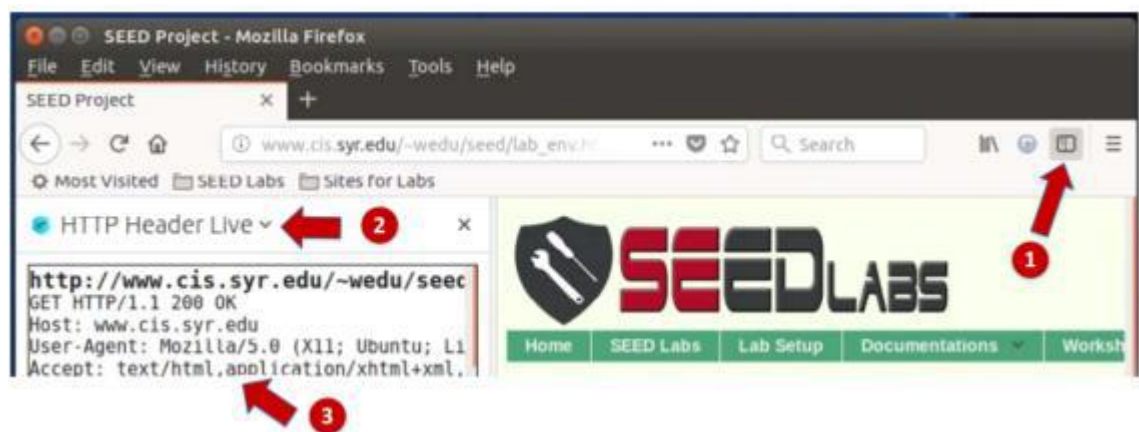 SEED Project - Mozilla Firefox
File Edit View History Bookmarks Tools Help
SEED Project × +
www.cis.syr.edu/~wedu/seed/lab_env.h ••• Search
Most Visited SEED Labs Sites for Labs
HTTP Header Live 2 ×
1
http://www.cis.syr.edu/~wedu/seed
GET HTTP/1.1 200 OK
Host: www.cis.syr.edu
User-Agent: Mozilla/5.0 (X11; Ubuntu; Li
Accept: text/html,application/xhtml+xml,
3
SEEDLABS
Home SEED Labs Lab Setup Documentations Worksh